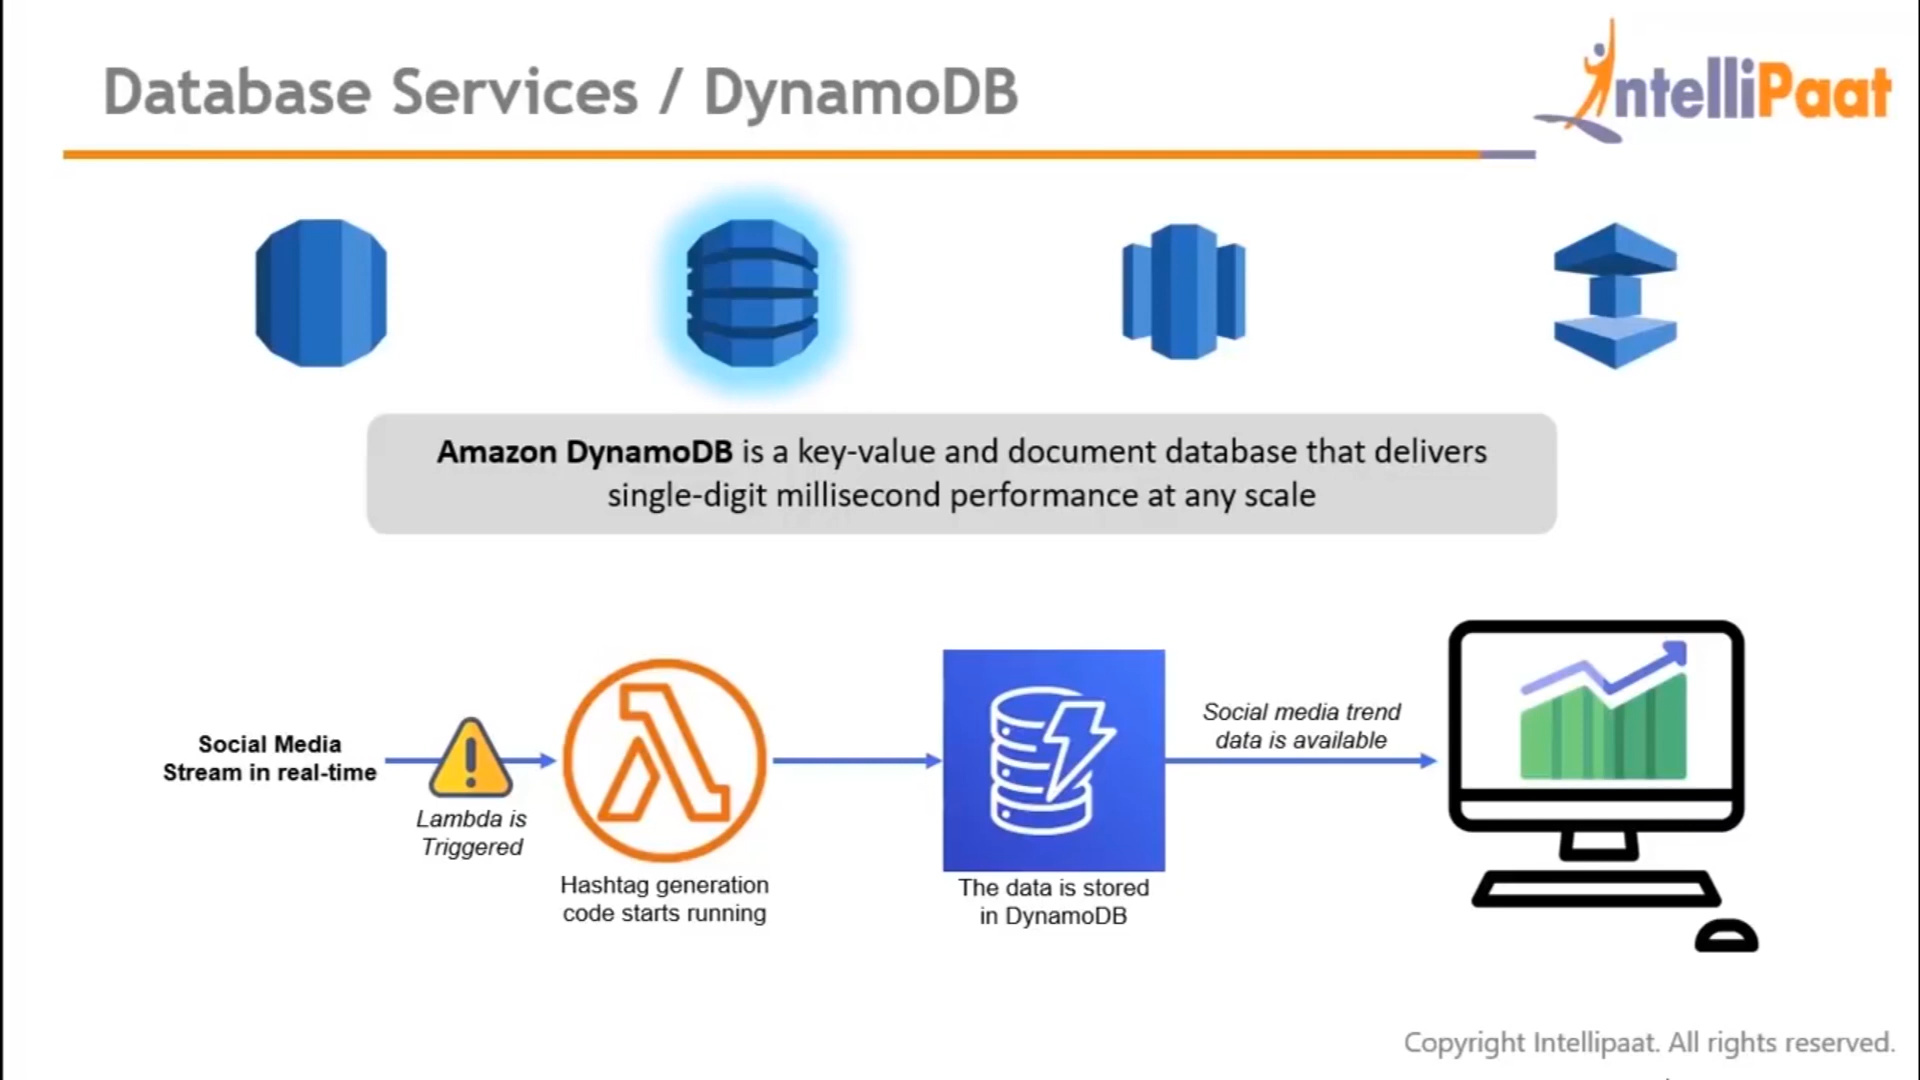 Database Services / DynamoDB
IntelliPaat
Amazon DynamoDB is a key-value and document database that delivers
single-digit millisecond performance at any scale
Social Media
Stream in real-time
Lambda is
Triggered
Hashtag generation
code starts running
The data is stored
in DynamoDB
Social media trend
data is available
Copyright Intellipaat. All rights reserved.